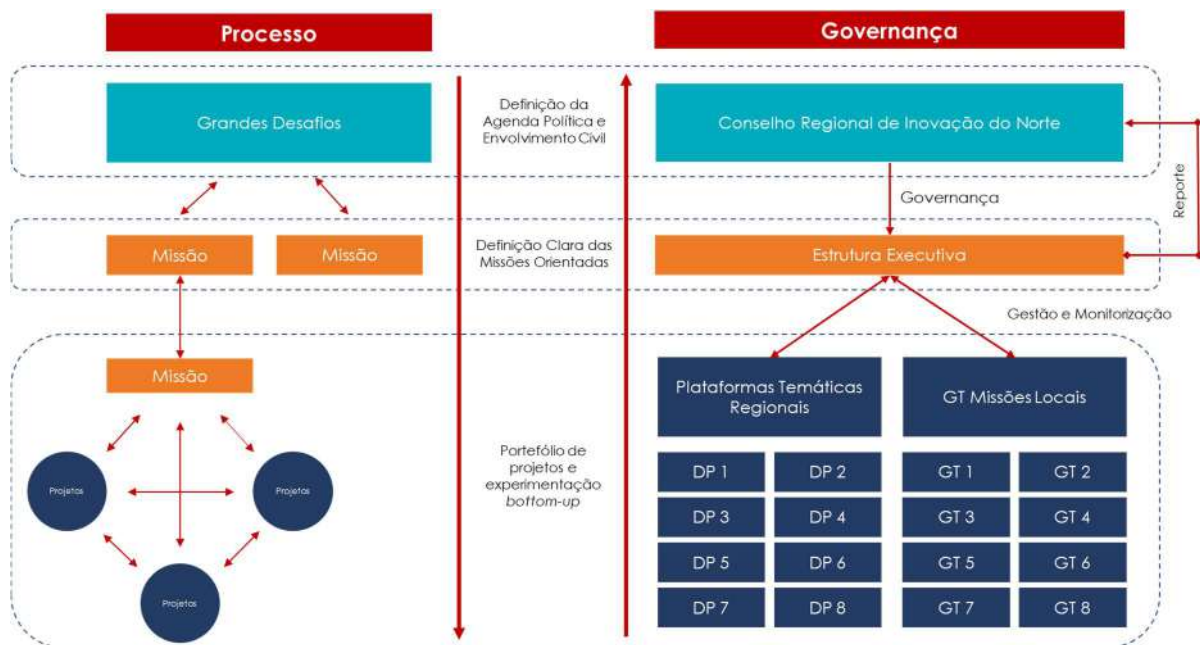 Processo
Governança
Grandes Desafios
Definição da
Agenda Política e
Envolvimento Civil
Conselho Regional de Inovação do Norte
Governança
Reporte
Missão
Missão
Definição Clara das
Missões Orientadas
Estrutura Executiva
Gestão e Monitorização
Missão
Projetos
Projetos
Projetos
Portefólio de
projetos e
experimentação
bottom-up
Plataformas Temáticas
Regionais
GT Missões Locais
DP 1
DP 2
GT 1
GT 2
DP 3
DP 4
GT 3
GT 4
DP 5
DP 6
GT 5
GT 6
DP 7
DP 8
GT 7
GT 8